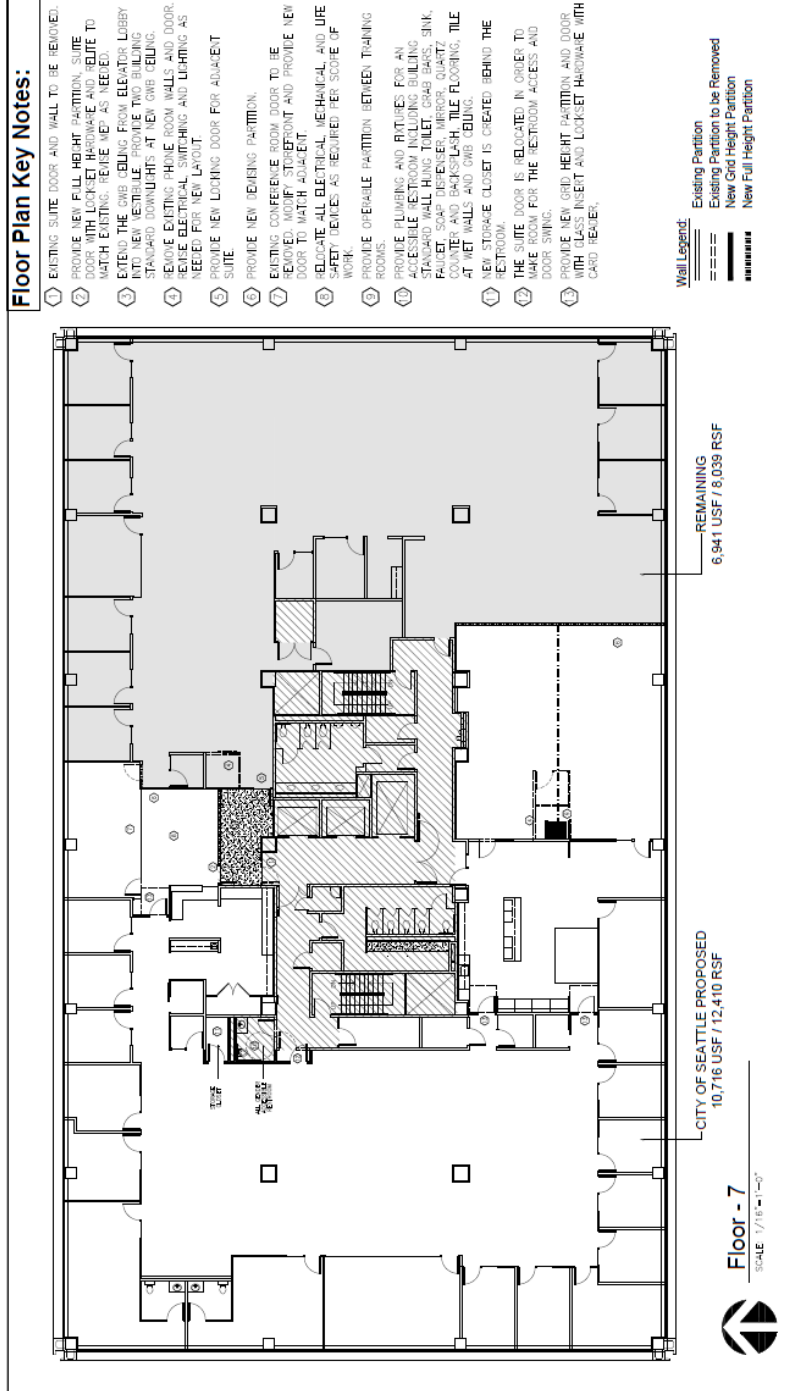 Floor Plan Key Notes:
1 EXISTING SUITE DOOR AND WALL TO BE REMOVED.
2 PROVIDE NEW FULL HEIGHT PARTITION, SUITE
DOOR WITH LOCKSET HARDWARE AND RELITE TO
MATCH EXISTING. REVISE MEP AS NEEDED.
3 EXTEND THE GWB CEILING FROM ELEVATOR LOBBY
INTO NEW VESTIBULE. PROVIDE TWO BUILDING
STANDARD DOWNLIGHTS AT NEW GWB CEILING.
4 REMOVE EXISTING PHONE ROOM WALLS AND DOOR.
REVISE ELECTRICAL, SWITCHING AND LIGHTING AS
NEEDED FOR NEW LAYOUT.
5 PROVIDE NEW LOCKING DOOR FOR ADJACENT
SUITE.
6 PROVIDE NEW DEMISING PARTITION.
7 EXISTING CONFERENCE ROOM DOOR TO BE
REMOVED. MODIFY STOREFRONT AND PROVIDE NEW
DOOR TO MATCH ADJACENT.
8 RELOCATE ALL ELECTRICAL, MECHANICAL, AND LIFE
SAFETY DEVICES AS REQUIRED PER SCOPE OF
WORK.
9 PROVIDE OPERABLE PARTITION BETWEEN TRAINING
ROOMS.
10 PROVIDE PLUMBING AND FIXTURES FOR AN
ACCESSIBLE RESTROOM INCLUDING BUILDING
STANDARD WALL HUNG TOILET, GRAB BARS, SINK,
FAUCET, SOAP DISPENSER, MIRROR, QUARTZ
COUNTER AND BACKSPLASH, TILE FLOORING, TILE
AT WET WALLS AND GWB CEILING.
11 NEW STORAGE CLOSET IS CREATED BEHIND THE
RESTROOM.
12 THE SUITE DOOR IS RELOCATED IN ORDER TO
MAKE ROOM FOR THE RESTROOM ACCESS AND
DOOR SWING.
13 PROVIDE NEW GRID HEIGHT PARTITION AND DOOR
WITH GLASS INSERT AND LOCKSET HARDWARE WITH
CARD READER.
Wall Legend:
Existing Partition
Existing Partition to be Removed
New Grid Height Partition
New Full Height Partition
STORAGE
CLOSET
ALL GENDER
ACCESSIBLE
RESTROOM
CITY OF SEATTLE PROPOSED
10,716 USF / 12,410 RSF
REMAINING
6,941 USF / 8,039 RSF
Floor - 7
SCALE: 1/16"=1'-0"